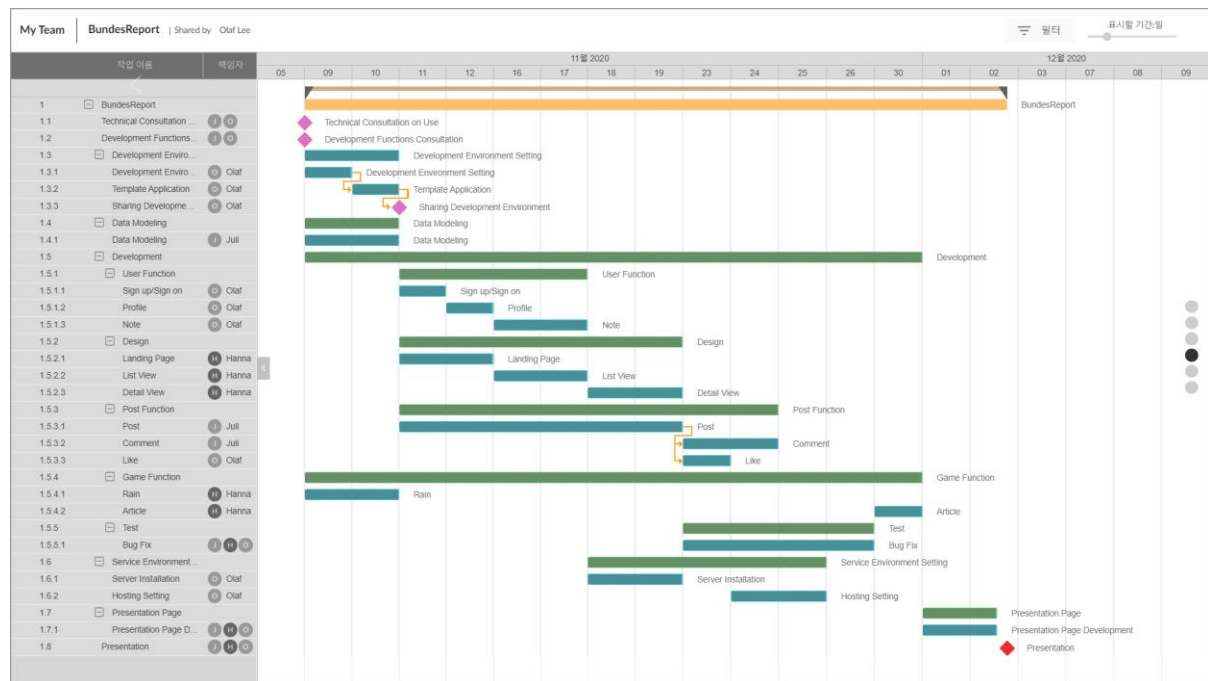 My Team BundesReport | Shared by Olaf Lee 필터 표시할 기간:일
작업 이름 책임자 11월 2020 12월 2020
05 09 10 11 12 16 17 18 19 23 24 25 26 30 01 02 03 07 08 09
1 BundesReport BundesReport
1.1 Technical Consultation ... J O Technical Consultation on Use
1.2 Development Functions... J O Development Functions Consultation
1.3 Development Enviro... Development Environment Setting
1.3.1 Development Enviro... O Olaf Development Environment Setting
1.3.2 Template Application O Olaf Template Application
1.3.3 Sharing Developme... O Olaf Sharing Development Environment
1.4 Data Modeling Data Modeling
1.4.1 Data Modeling J Juli Data Modeling
1.5 Development Development
1.5.1 User Function User Function
1.5.1.1 Sign up/Sign on O Olaf Sign up/Sign on
1.5.1.2 Profile O Olaf Profile
1.5.1.3 Note O Olaf Note
1.5.2 Design Design
1.5.2.1 Landing Page H Hanna Landing Page
1.5.2.2 List View H Hanna List View
1.5.2.3 Detail View H Hanna Detail View
1.5.3 Post Function Post Function
1.5.3.1 Post J Juli Post
1.5.3.2 Comment J Juli Comment
1.5.3.3 Like O Olaf Like
1.5.4 Game Function Game Function
1.5.4.1 Rain H Hanna Rain
1.5.4.2 Article H Hanna Article
1.5.5 Test Test
1.5.5.1 Bug Fix J H O Bug Fix
1.6 Service Environment... Service Environment Setting
1.6.1 Server Installation O Olaf Server Installation
1.6.2 Hosting Setting O Olaf Hosting Setting
1.7 Presentation Page Presentation Page
1.7.1 Presentation Page D... J H O Presentation Page Development
1.8 Presentation J H O Presentation